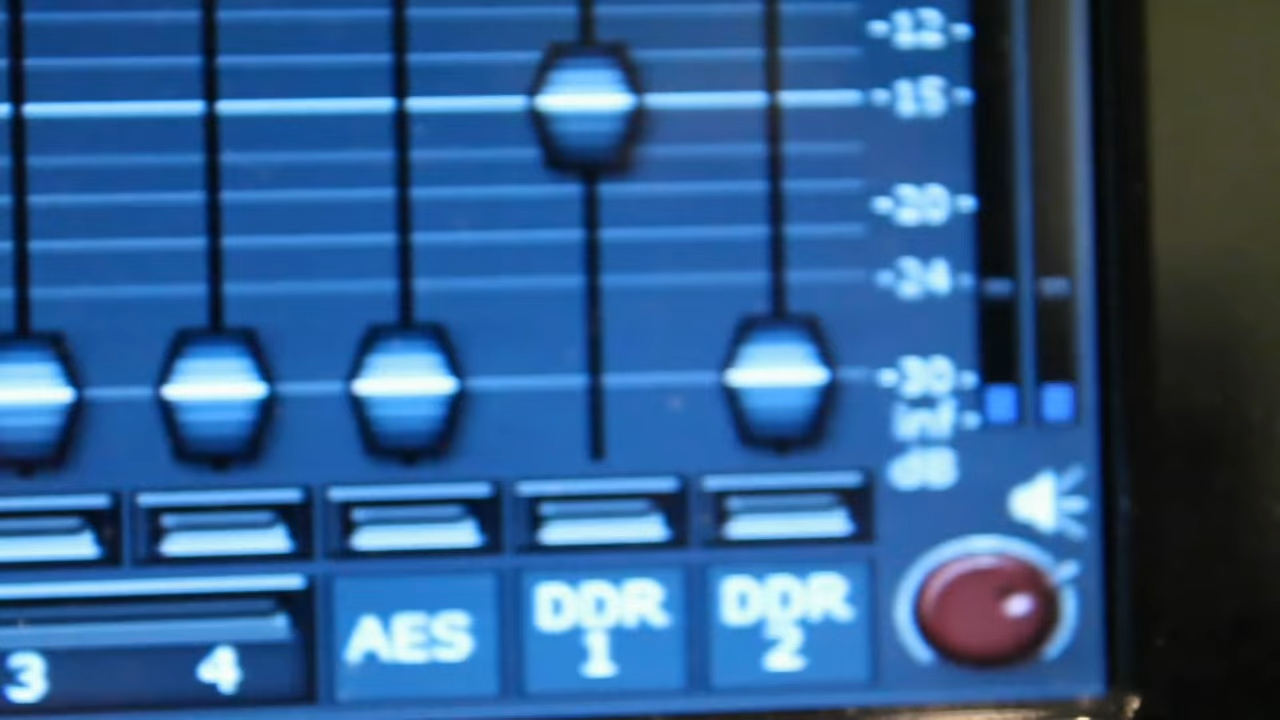 -12-
-15-
-20-
-24-
-30-
inf-
dB
3
4
AES
DDR
1
DDR
2